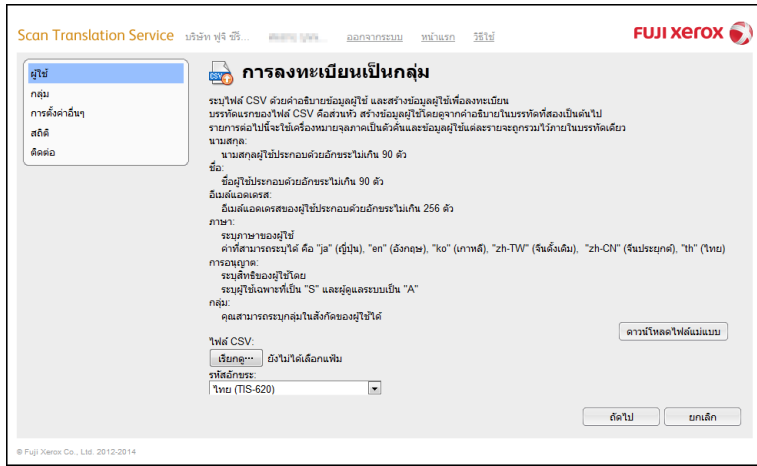 Scan Translation Service บริษัท ฟูจิ ซีร็... ออกจากระบบ หน้าแรก วิธีใช้ FUJI xerox
ผู้ใช้
กลุ่ม
การตั้งค่าอื่นๆ
สถิติ
ติดต่อ
CSV การลงทะเบียนเป็นกลุ่ม
ระบุไฟล์ CSV ด้วยคำอธิบายข้อมูลผู้ใช้ และสร้างข้อมูลผู้ใช้เพื่อลงทะเบียน
บรรทัดแรกของไฟล์ CSV คือส่วนหัว สร้างข้อมูลผู้ใช้โดยดูจากคำอธิบายในบรรทัดที่สองเป็นต้นไป
รายการต่อไปนี้จะใช้เครื่องหมายจุลภาคเป็นตัวคั่นและข้อมูลผู้ใช้แต่ละรายจะถูกรวมไว้ภายในบรรทัดเดียว
นามสกุล:
นามสกุลผู้ใช้ประกอบด้วยอักขระไม่เกิน 90 ตัว
ชื่อ:
ชื่อผู้ใช้ประกอบด้วยอักขระไม่เกิน 90 ตัว
อีเมล์แอดเดรส:
อีเมล์แอดเดรสของผู้ใช้ประกอบด้วยอักขระไม่เกิน 256 ตัว
ภาษา:
ระบุภาษาของผู้ใช้
ค่าที่สามารถระบุได้ คือ "ja" (ญี่ปุ่น), "en" (อังกฤษ), "ko" (เกาหลี), "zh-TW" (จีนดั้งเดิม), "zh-CN" (จีนประยุกต์), "th" (ไทย)
การอนุญาต:
ระบุสิทธิของผู้ใช้โดย
ระบุผู้ใช้เฉพาะที่เป็น "S" และผู้ดูแลระบบเป็น "A"
กลุ่ม:
คุณสามารถระบุกลุ่มในสังกัดของผู้ใช้ได้
ดาวน์โหลดไฟล์แม่แบบ
ไฟล์ CSV:
เรียกดู... ยังไม่ได้เลือกแฟ้ม
รหัสอักขระ:
ไทย (TIS-620)
ถัดไป ยกเลิก
© Fuji Xerox Co., Ltd. 2012-2014